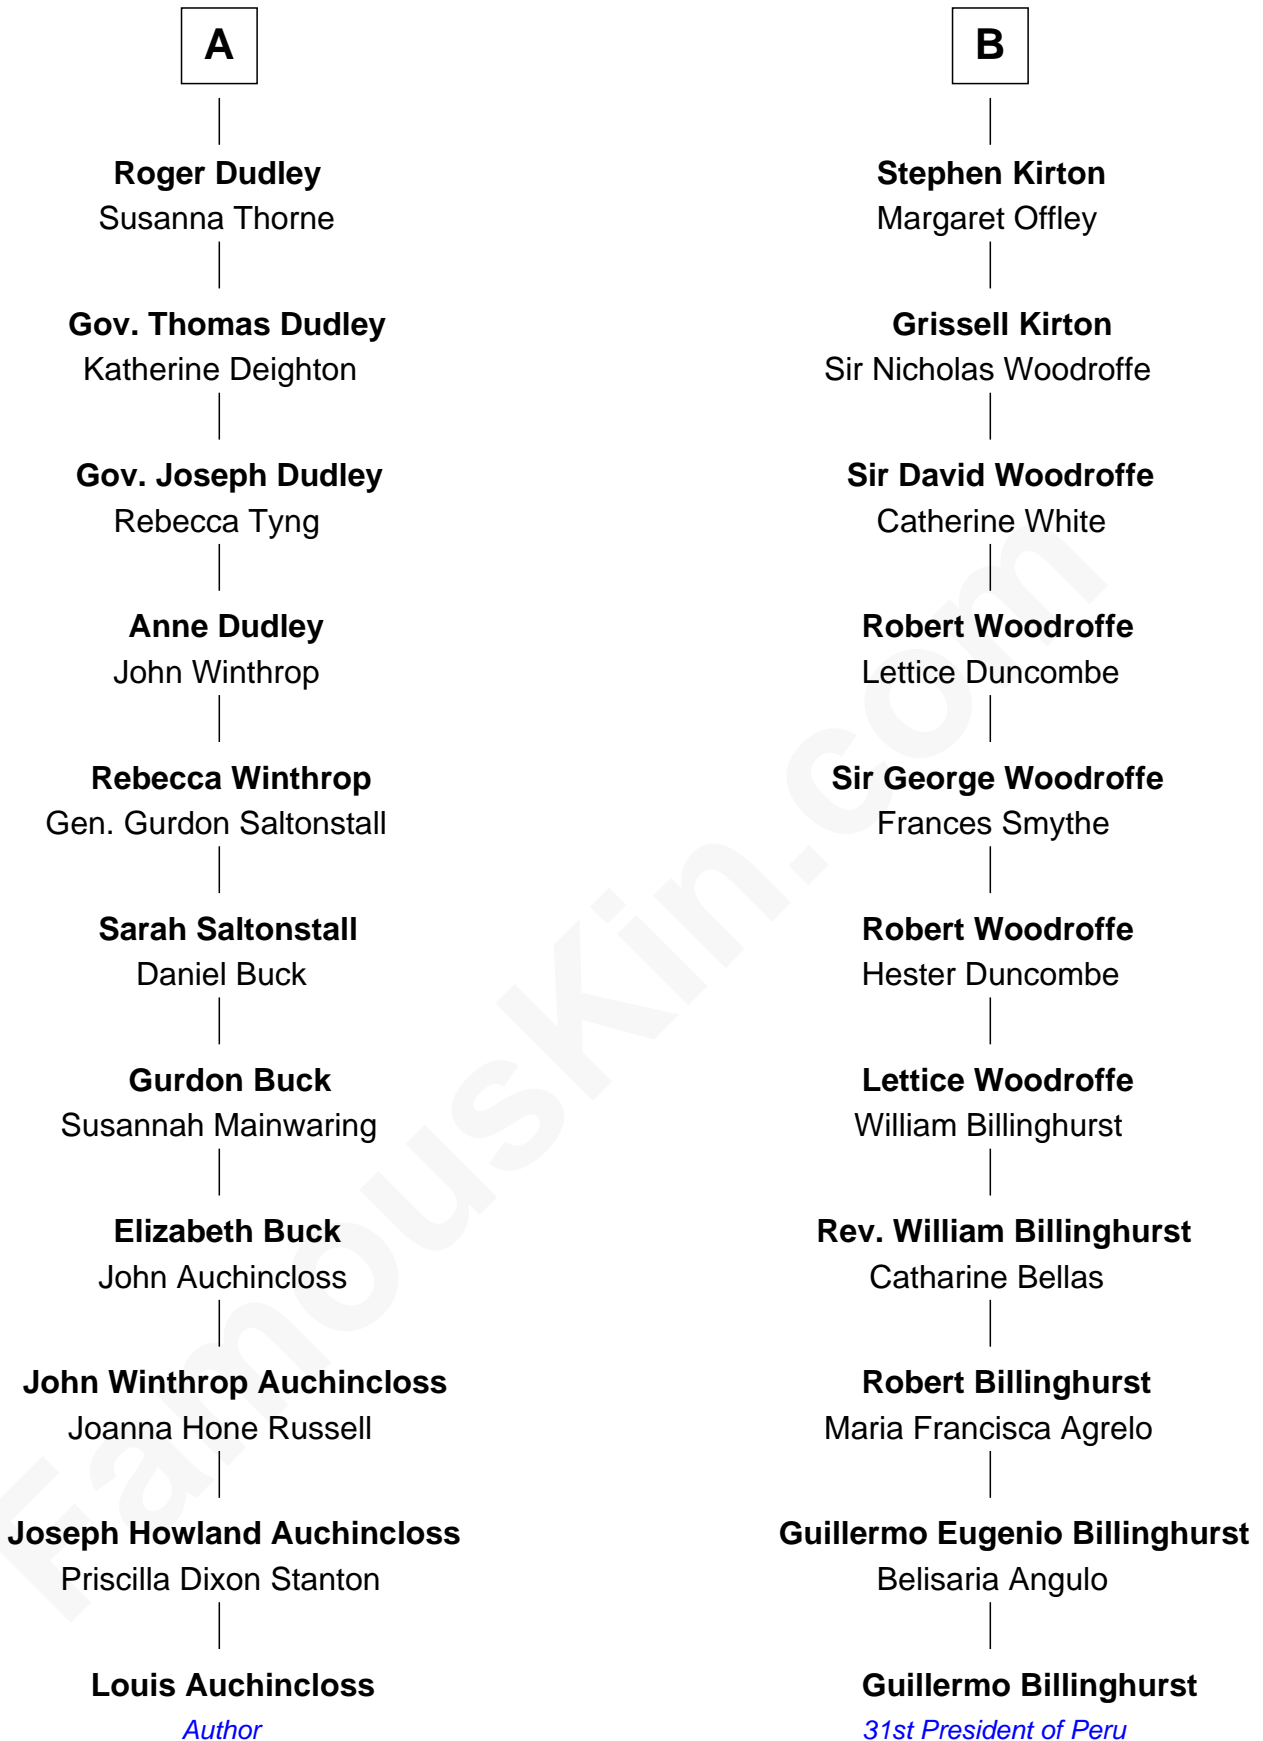 A
Roger Dudley
Susanna Thorne
Gov. Thomas Dudley
Katherine Deighton
Gov. Joseph Dudley
Rebecca Tyng
Anne Dudley
John Winthrop
Rebecca Winthrop
Gen. Gurdon Saltonstall
Sarah Saltonstall
Daniel Buck
Gurdon Buck
Susannah Mainwaring
Elizabeth Buck
John Auchincloss
John Winthrop Auchincloss
Joanna Hone Russell
Joseph Howland Auchincloss
Priscilla Dixon Stanton
Louis Auchincloss
Author
B
Stephen Kirton
Margaret Offley
Grissell Kirton
Sir Nicholas Woodroffe
Sir David Woodroffe
Catherine White
Robert Woodroffe
Lettice Duncombe
Sir George Woodroffe
Frances Smythe
Robert Woodroffe
Hester Duncombe
Lettice Woodroffe
William Billinghurst
Rev. William Billinghurst
Catharine Bellas
Robert Billinghurst
Maria Francisca Agrelo
Guillermo Eugenio Billinghurst
Belisaria Angulo
Guillermo Billinghurst
31st President of Peru
FamousKin.com